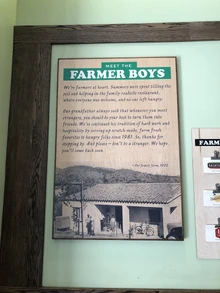 MEET THE
FARMER BOYS
We're farmers at heart. Summers were spent tilling the
soil and helping in the family roadside restaurant,
where everyone was welcome, and no one left hungry.
Our grandfather always said that whenever you meet
strangers, you should do your best to turn them into
friends. We've continued his tradition of hard work and
hospitality by serving up scratch made, farm fresh
favorites to hungry folks since 1981. So, thanks for
stopping by. And please – don't be a stranger. We hope
you'll come back soon.
FARM